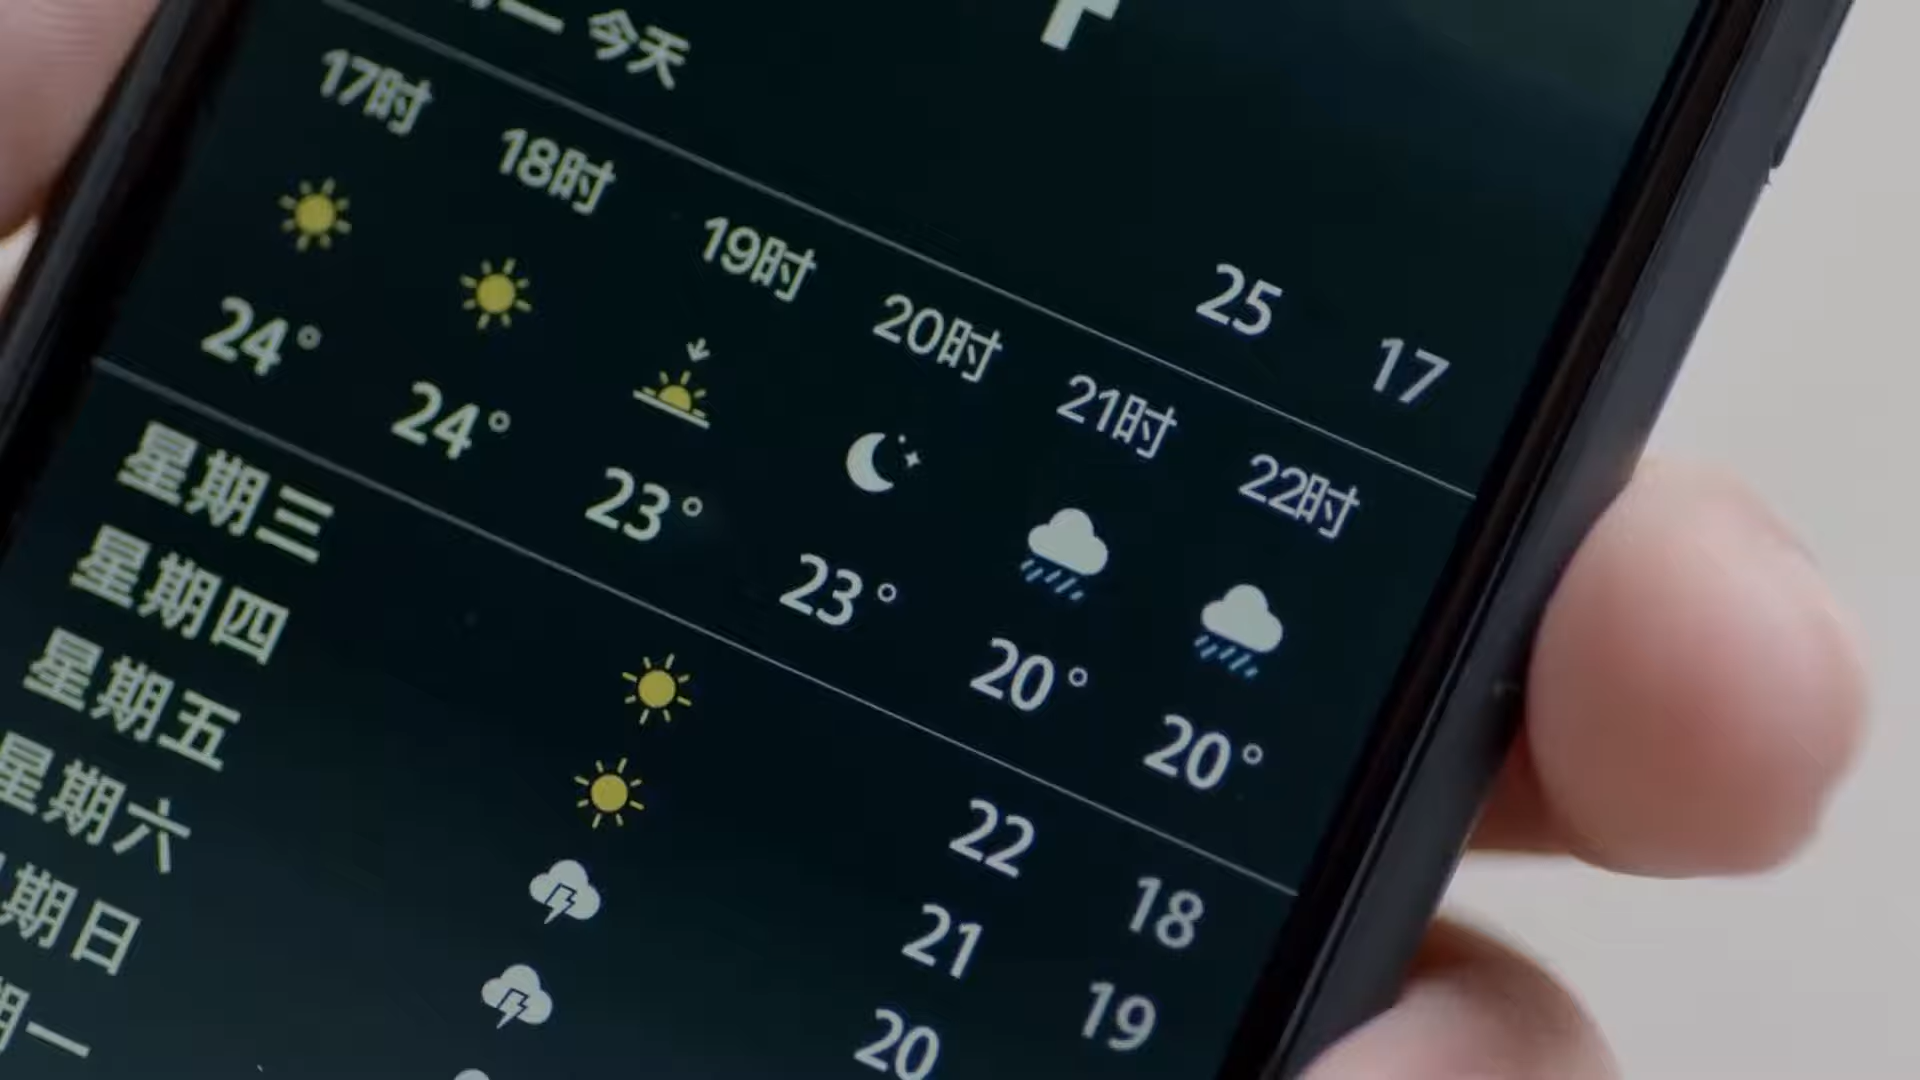 今天 25 17
17时 18时 19时 20时 21时 22时
24° 24° 23° 23° 20° 20°
星期三 22 18
星期四 21 19
星期五 20
星期六
期日
期一